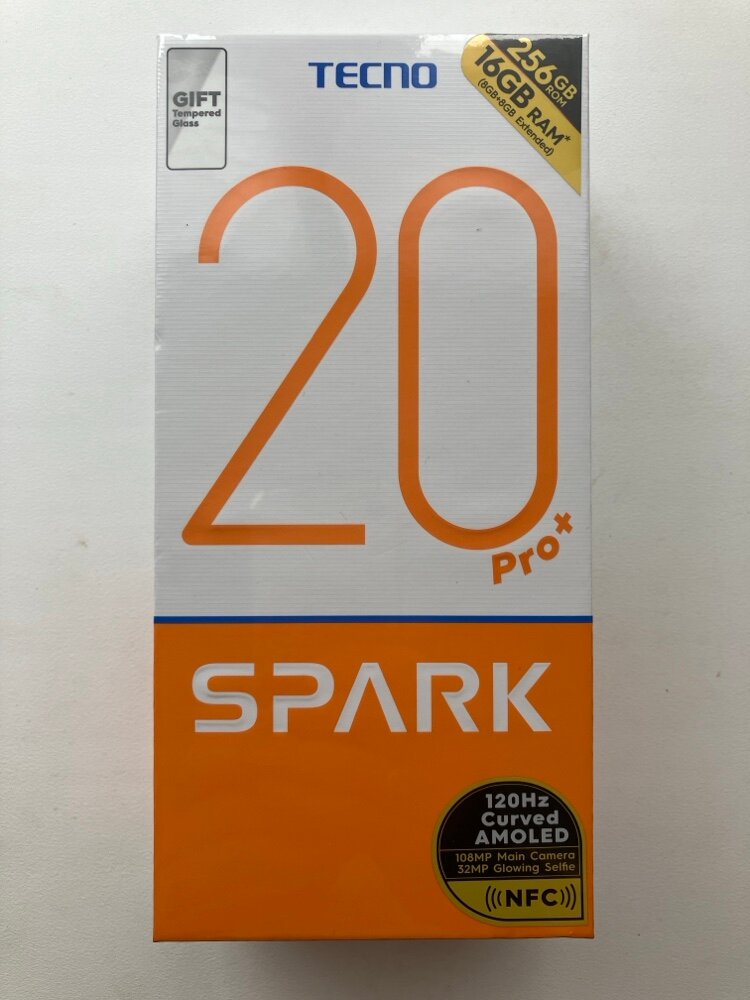 GIFT
Tempered
Glass
TECNO
256GB
ROM
16GB RAM*
(8GB+8GB Extended)
20
Pro+
SPARK
120Hz
Curved
AMOLED
108MP Main Camera
32MP Glowing Selfie
(((NFC)))